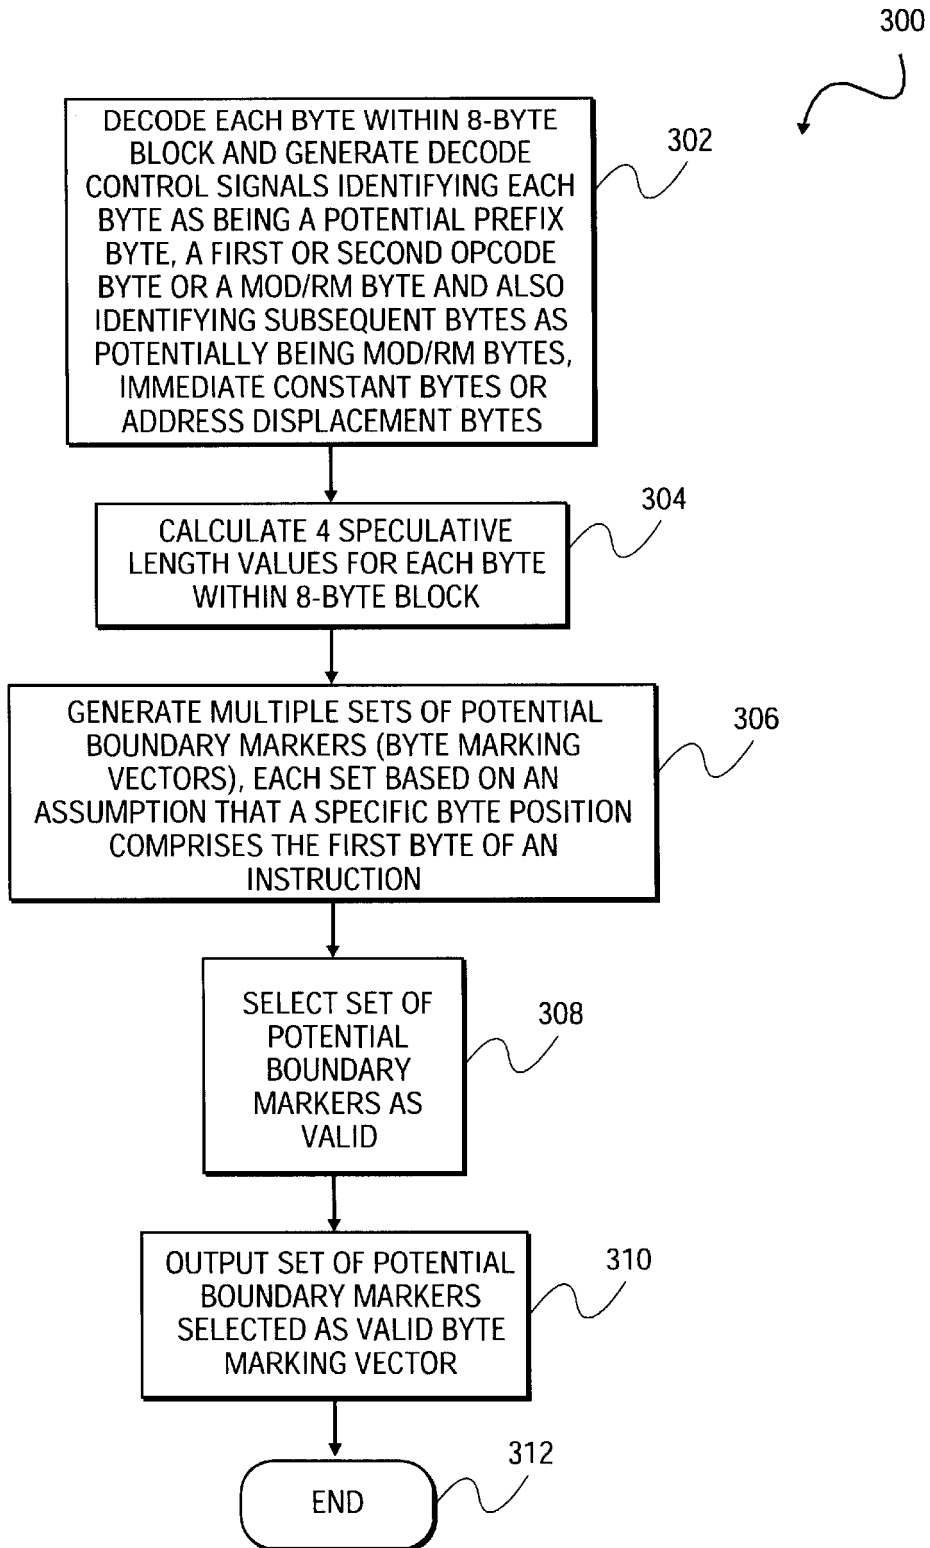 300
DECODE EACH BYTE WITHIN 8-BYTE
BLOCK AND GENERATE DECODE
CONTROL SIGNALS IDENTIFYING EACH
BYTE AS BEING A POTENTIAL PREFIX
BYTE, A FIRST OR SECOND OPCODE
BYTE OR A MOD/RM BYTE AND ALSO
IDENTIFYING SUBSEQUENT BYTES AS
POTENTIALLY BEING MOD/RM BYTES,
IMMEDIATE CONSTANT BYTES OR
ADDRESS DISPLACEMENT BYTES
302
CALCULATE 4 SPECULATIVE
LENGTH VALUES FOR EACH BYTE
WITHIN 8-BYTE BLOCK
304
GENERATE MULTIPLE SETS OF POTENTIAL
BOUNDARY MARKERS (BYTE MARKING
VECTORS), EACH SET BASED ON AN
ASSUMPTION THAT A SPECIFIC BYTE POSITION
COMPRISES THE FIRST BYTE OF AN
INSTRUCTION
306
SELECT SET OF
POTENTIAL
BOUNDARY
MARKERS AS
VALID
308
OUTPUT SET OF POTENTIAL
BOUNDARY MARKERS
SELECTED AS VALID BYTE
MARKING VECTOR
310
END
312